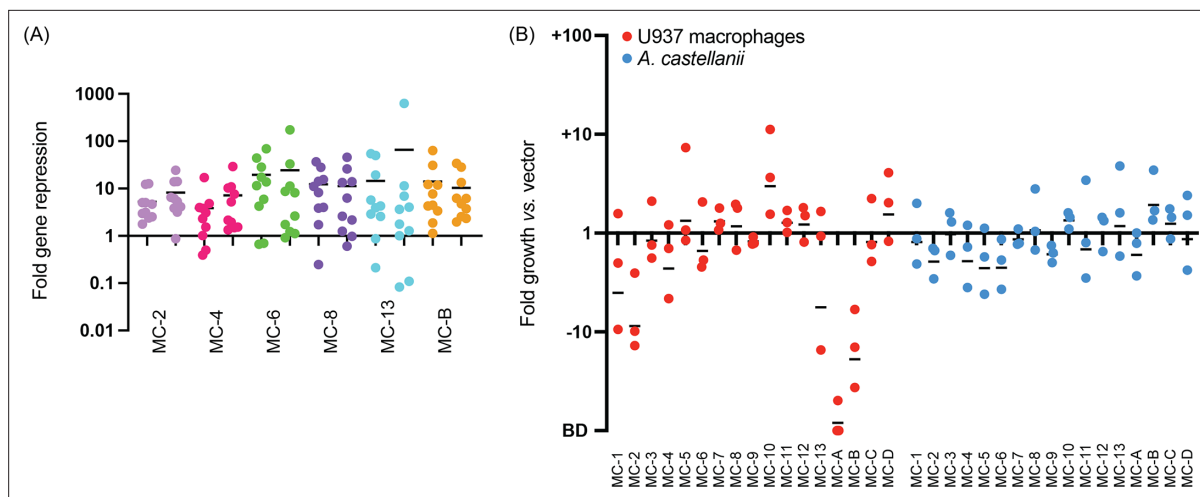 (A)
Fold gene repression
1000
100
10
1
0.1
0.01
MC-2
MC-4
MC-6
MC-8
MC-13
MC-B
(B)
U937 macrophages
A. castellanii
Fold growth vs. vector
+100
+10
1
-10
BD
MC-1
MC-2
MC-3
MC-4
MC-5
MC-6
MC-7
MC-8
MC-9
MC-10
MC-11
MC-12
MC-13
MC-A
MC-B
MC-C
MC-D
MC-1
MC-2
MC-3
MC-4
MC-5
MC-6
MC-7
MC-8
MC-9
MC-10
MC-11
MC-12
MC-13
MC-A
MC-B
MC-C
MC-D